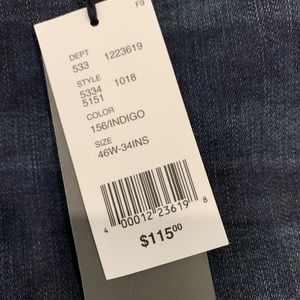 F9
DEPT
533 1223619
STYLE
5334 1018
5151
COLOR
156/INDIGO
SIZE
46W-34INS
4 00012 23619 8
$115.00